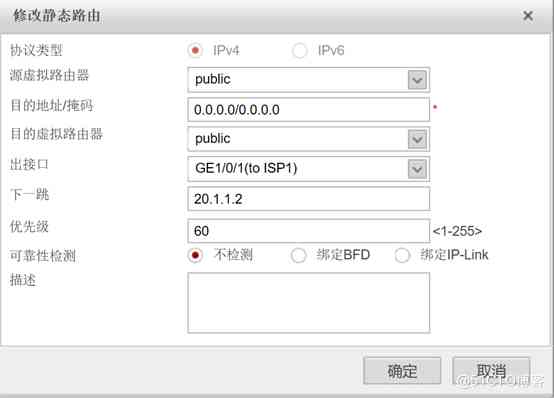 修改静态路由
协议类型 IPv4 IPv6
源虚拟路由器 public
目的地址/掩码 0.0.0.0/0.0.0.0 *
目的虚拟路由器 public
出接口 GE1/0/1(to ISP1)
下一跳 20.1.1.2
优先级 60 <1-255>
可靠性检测 不检测 绑定BFD 绑定IP-Link
描述
确定 取消
@51CTO博客